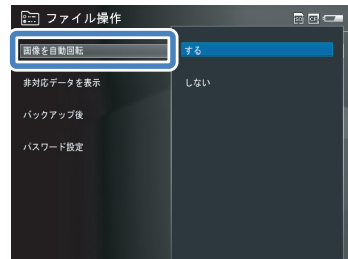 ファイル操作
SD CF
画像を自動回転
する
非対応データを表示
しない
バックアップ後
パスワード設定